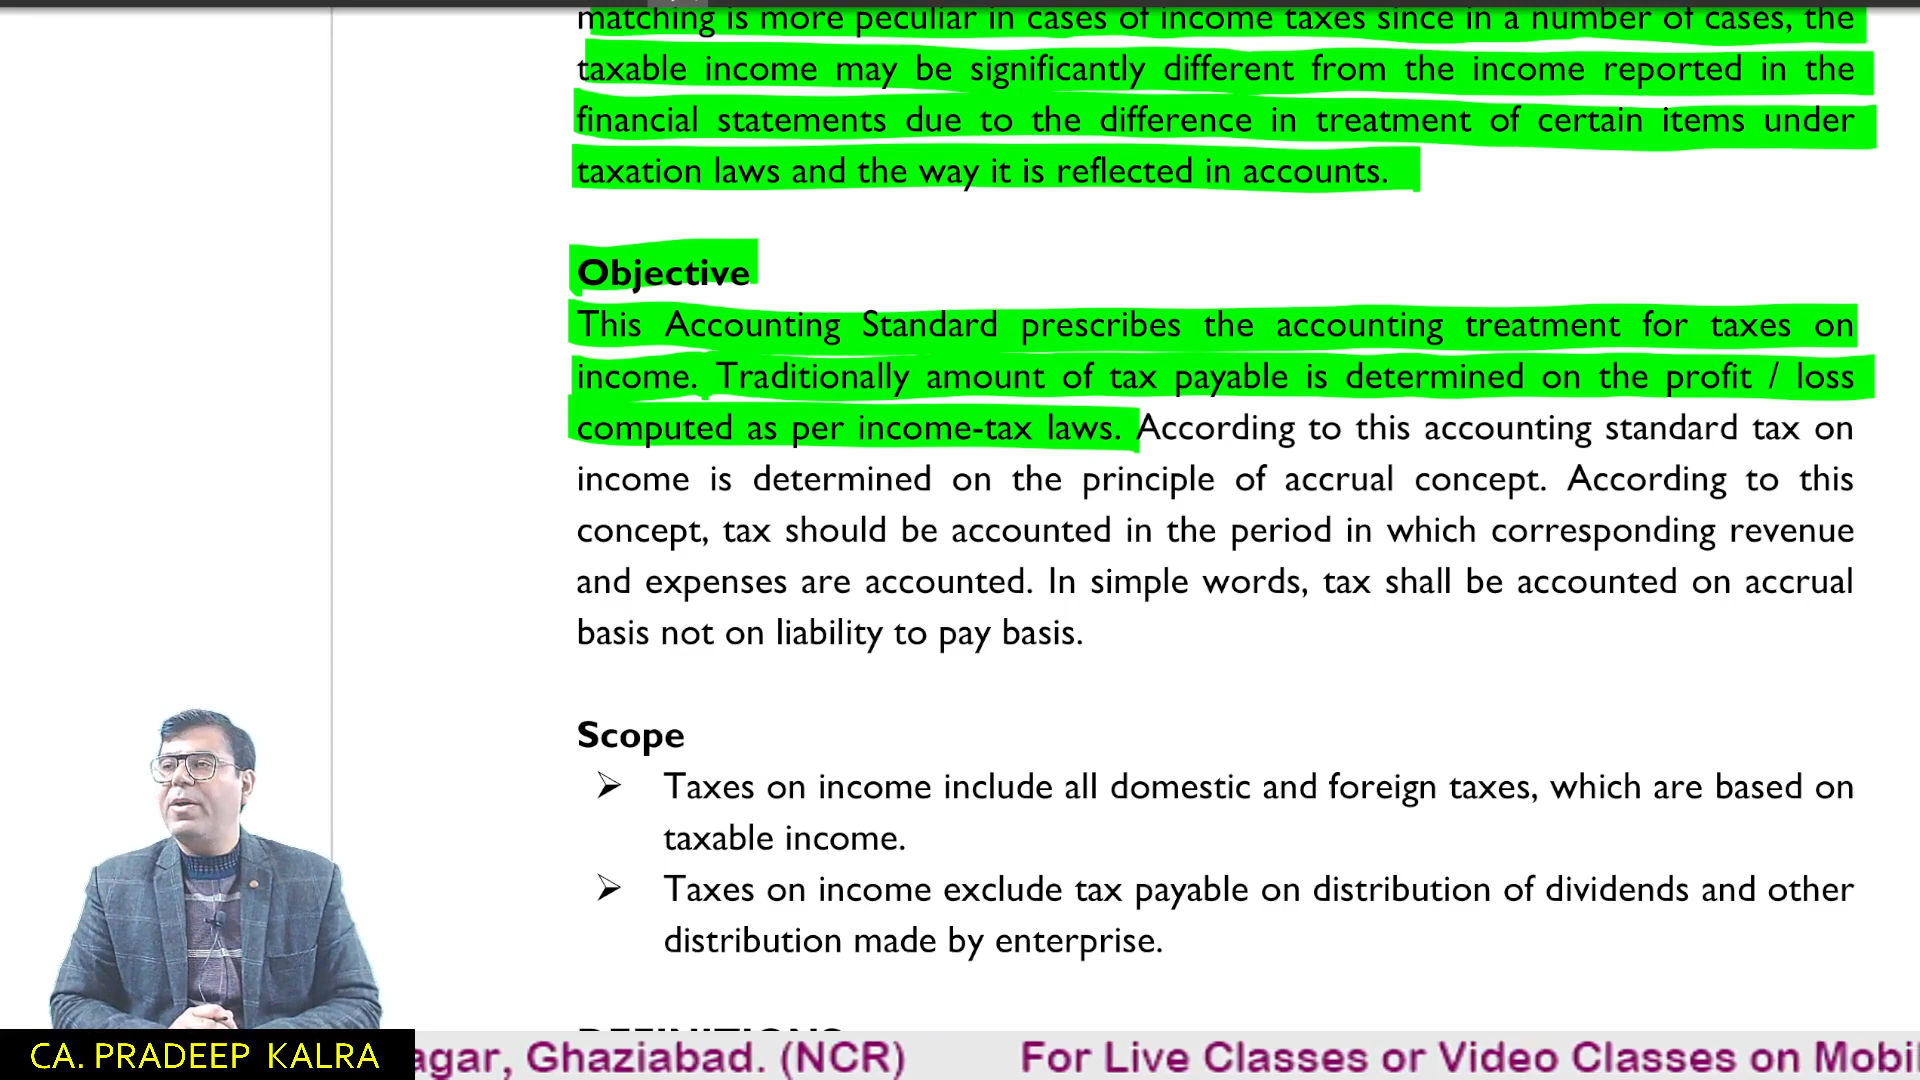 matching is more peculiar in cases of income taxes since in a number of cases, the
taxable income may be significantly different from the income reported in the
financial statements due to the difference in treatment of certain items under
taxation laws and the way it is reflected in accounts.
Objective
This Accounting Standard prescribes the accounting treatment for taxes on
income. Traditionally amount of tax payable is determined on the profit / loss
computed as per income-tax laws. According to this accounting standard tax on
income is determined on the principle of accrual concept. According to this
concept, tax should be accounted in the period in which corresponding revenue
and expenses are accounted. In simple words, tax shall be accounted on accrual
basis not on liability to pay basis.
Scope
➢ Taxes on income include all domestic and foreign taxes, which are based on
taxable income.
➢ Taxes on income exclude tax payable on distribution of dividends and other
distribution made by enterprise.
DEFINITIONS
CA. PRADEEP KALRA
agar, Ghaziabad. (NCR) For Live Classes or Video Classes on Mobil